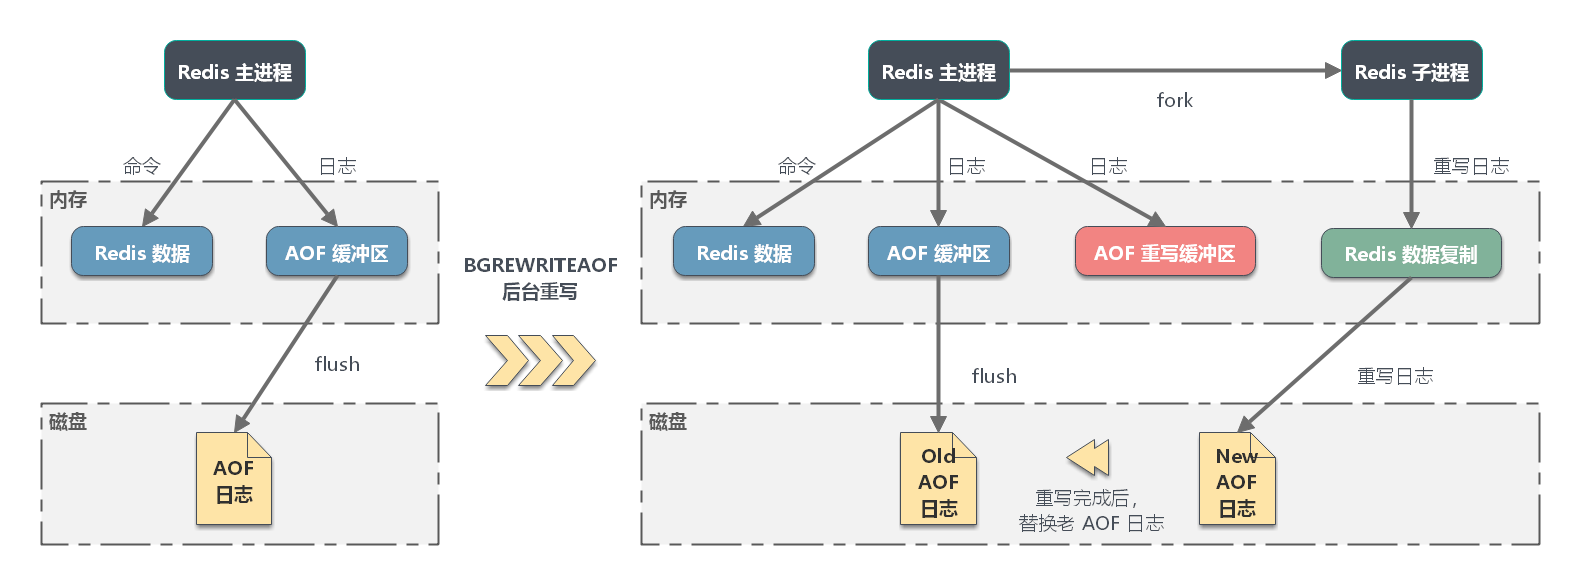 Redis 主进程
命令
日志
内存
Redis 数据
AOF 缓冲区
flush
磁盘
AOF
日志
BGREWRITEAOF
后台重写
Redis 主进程
fork
Redis 子进程
命令
日志
日志
重写日志
内存
Redis 数据
AOF 缓冲区
AOF 重写缓冲区
Redis 数据复制
flush
重写日志
磁盘
Old
AOF
日志
重写完成后，
替换老 AOF 日志
New
AOF
日志